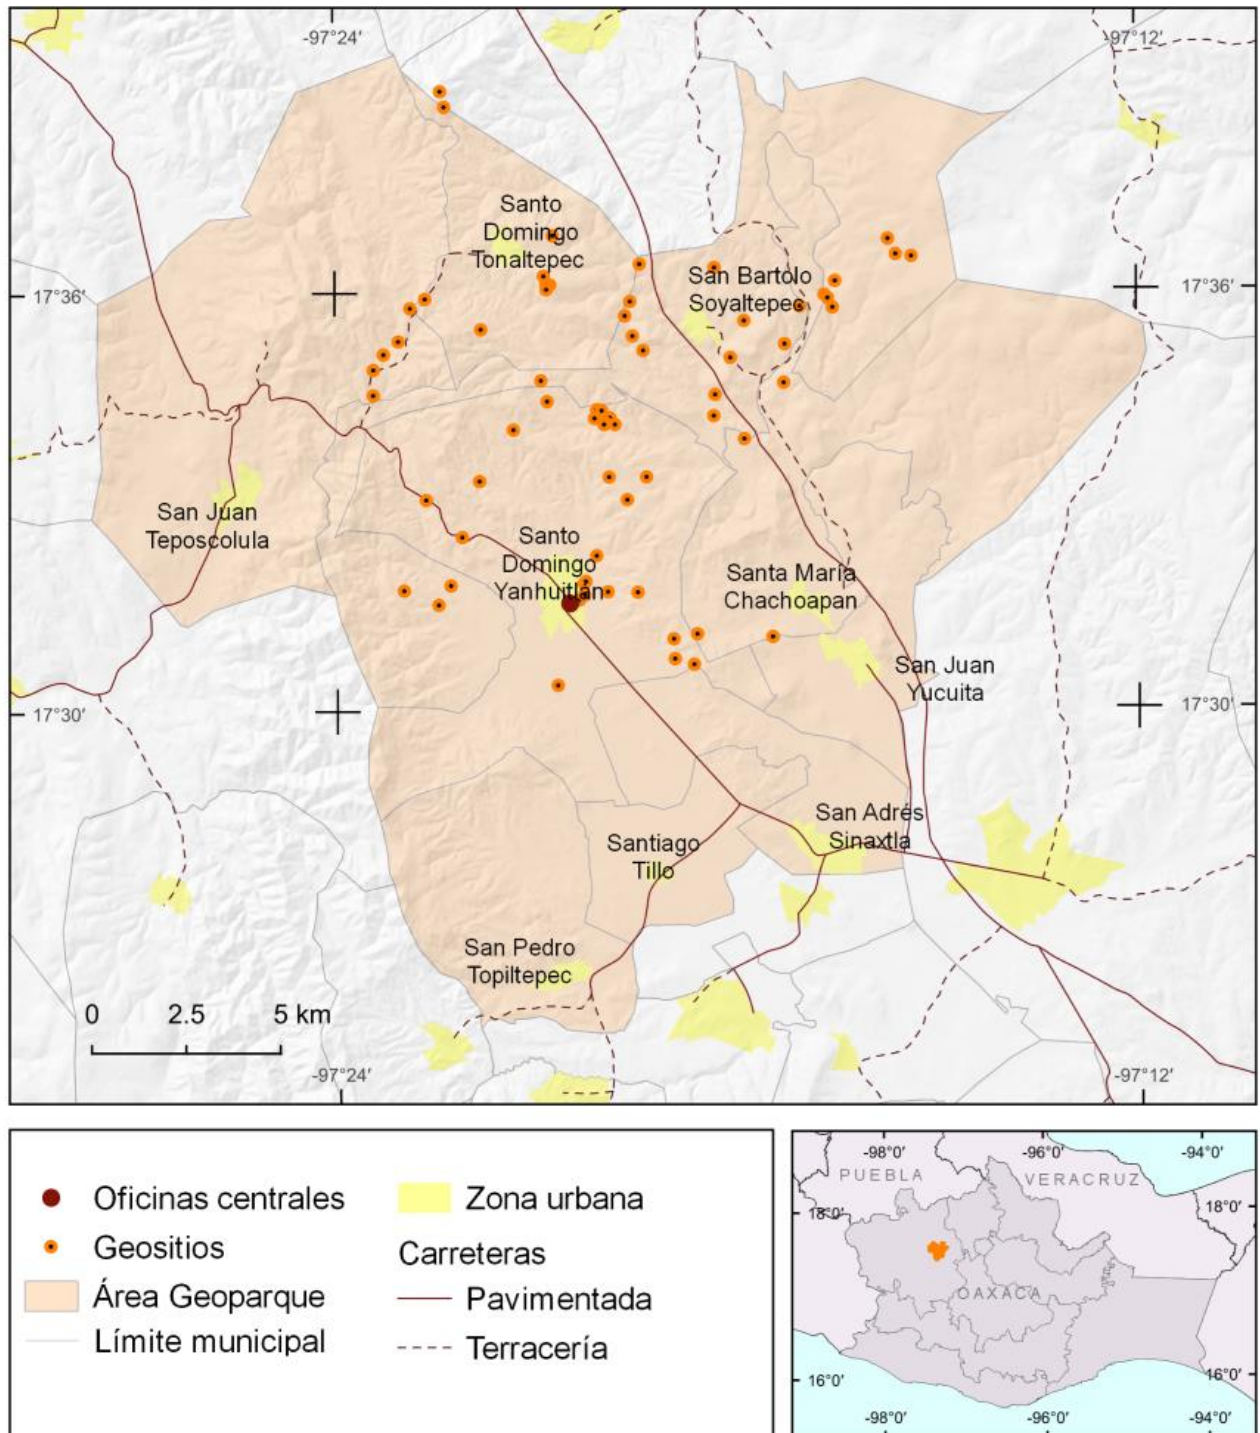 -97°24'
-97°12'
Santo
Domingo
Tonaltepec
San Bartolo
Soyaltepec
17°36'
17°36'
San Juan
Teposcolula
Santo
Domingo
Yanhuitlán
Santa María
Chachoapan
San Juan
Yucuita
17°30'
17°30'
San Adrés
Sinaxtla
Santiago
Tillo
San Pedro
Topiltepec
0 2.5 5 km
-97°24'
-97°12'
Oficinas centrales
Geositios
Área Geoparque
Límite municipal
Zona urbana
Carreteras
Pavimentada
Terracería
-98°0' -96°0' -94°0'
PUEBLA
VERACRUZ
18°0'
18°0'
OAXACA
16°0'
16°0'
-98°0' -96°0' -94°0'